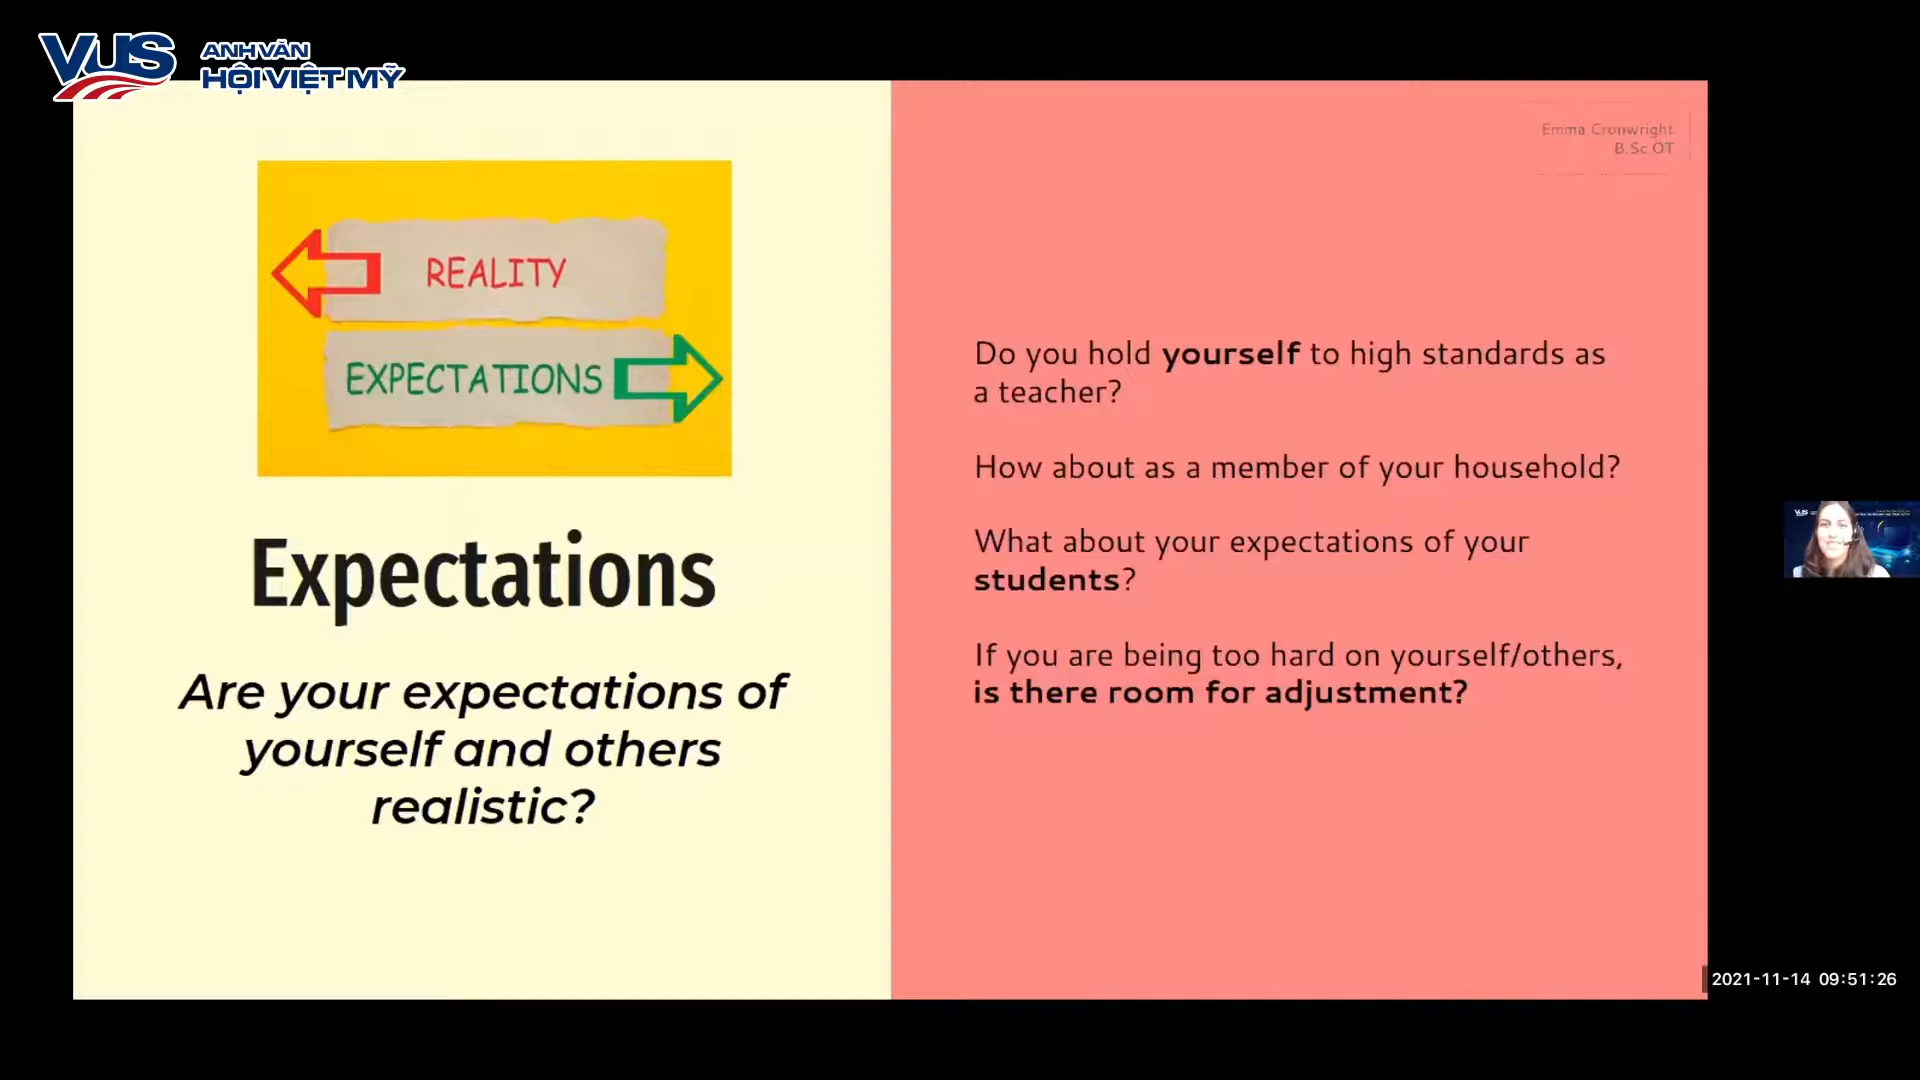 VUS
ANH VĂN
HỘI VIỆT MỸ
REALITY
EXPECTATIONS
Expectations
Are your expectations of
yourself and others
realistic?
Emma Cronwright
B.Sc OT
Do you hold yourself to high standards as
a teacher?
How about as a member of your household?
What about your expectations of your
students?
If you are being too hard on yourself/others,
is there room for adjustment?
VUS
2021-11-14 09:51:26